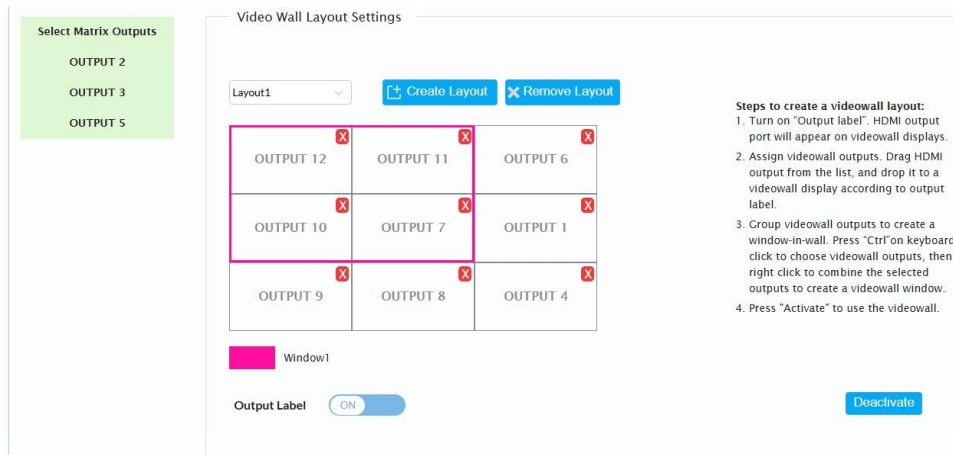 Select Matrix Outputs
OUTPUT 2
OUTPUT 3
OUTPUT 5
Video Wall Layout Settings
Layout1
Create Layout
Remove Layout
OUTPUT 12 X
OUTPUT 11 X
OUTPUT 6 X
OUTPUT 10 X
OUTPUT 7 X
OUTPUT 1 X
OUTPUT 9 X
OUTPUT 8 X
OUTPUT 4 X
Window1
Output Label ON
Steps to create a videowall layout:
1. Turn on "Output label". HDMI output
port will appear on videowall displays.
2. Assign videowall outputs. Drag HDMI
output from the list, and drop it to a
videowall display according to output
label.
3. Group videowall outputs to create a
window-in-wall. Press "Ctrl"on keyboard
click to choose videowall outputs, then
right click to combine the selected
outputs to create a videowall window.
4. Press "Activate" to use the videowall.
Deactivate